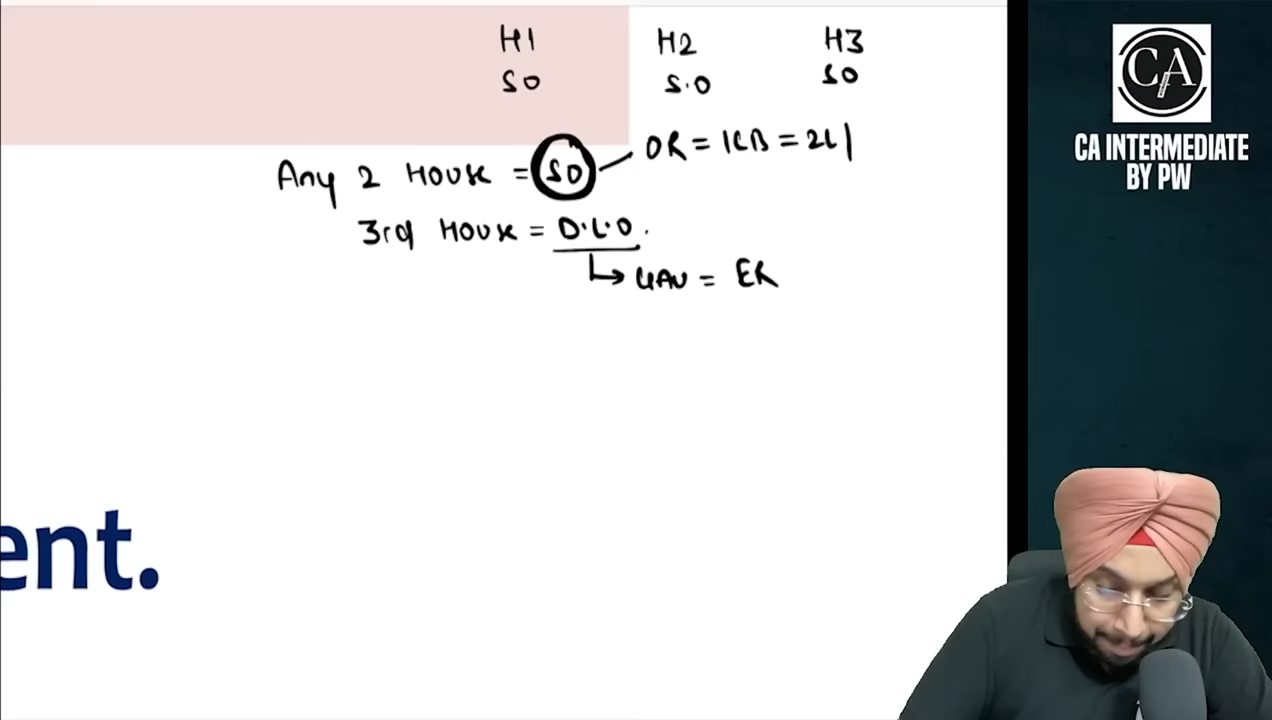 H1 H2 H3
SO S.O SO
Any 2 House = SO — OR = ICB = 2L
3rd House = D.L.O.
↳ GAV = ER
ent.
CA
CA INTERMEDIATE
BY PW